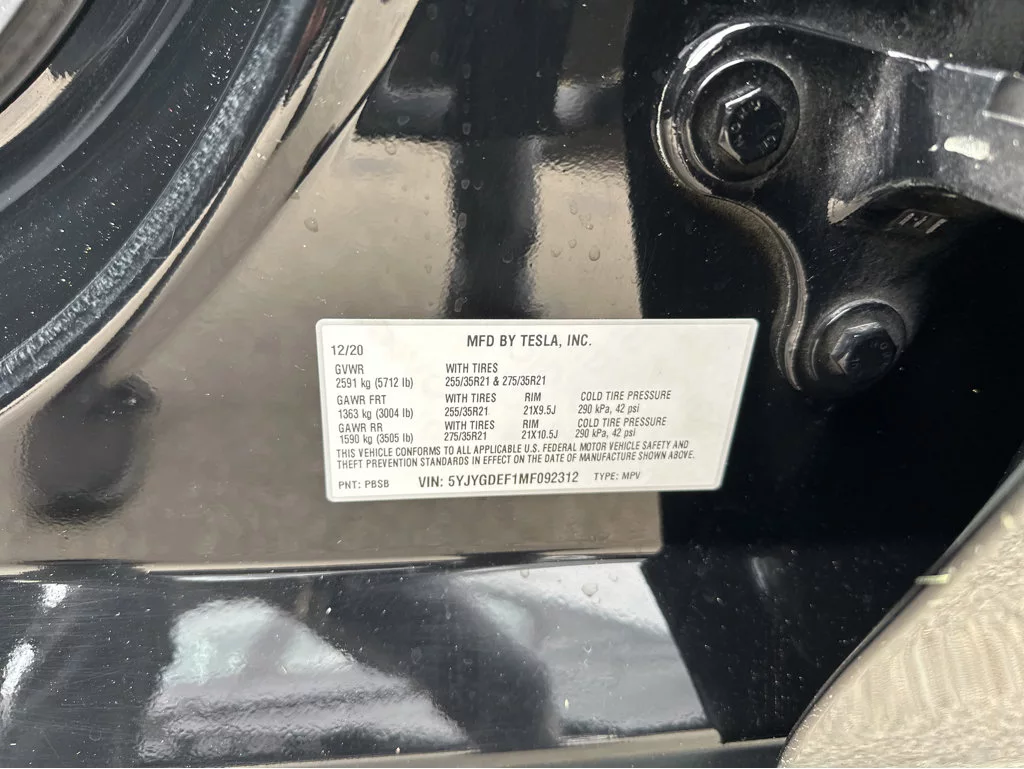 MFD BY TESLA, INC.
12/20
GVWR WITH TIRES
2591 kg (5712 lb) 255/35R21 & 275/35R21
GAWR FRT WITH TIRES RIM COLD TIRE PRESSURE
1363 kg (3004 lb) 255/35R21 21X9.5J 290 kPa, 42 psi
GAWR RR WITH TIRES RIM COLD TIRE PRESSURE
1590 kg (3505 lb) 275/35R21 21X10.5J 290 kPa, 42 psi
THIS VEHICLE CONFORMS TO ALL APPLICABLE U.S. FEDERAL MOTOR VEHICLE SAFETY AND
THEFT PREVENTION STANDARDS IN EFFECT ON THE DATE OF MANUFACTURE SHOWN ABOVE.
PNT: PBSB VIN: 5YJYGDEF1MF092312 TYPE: MPV